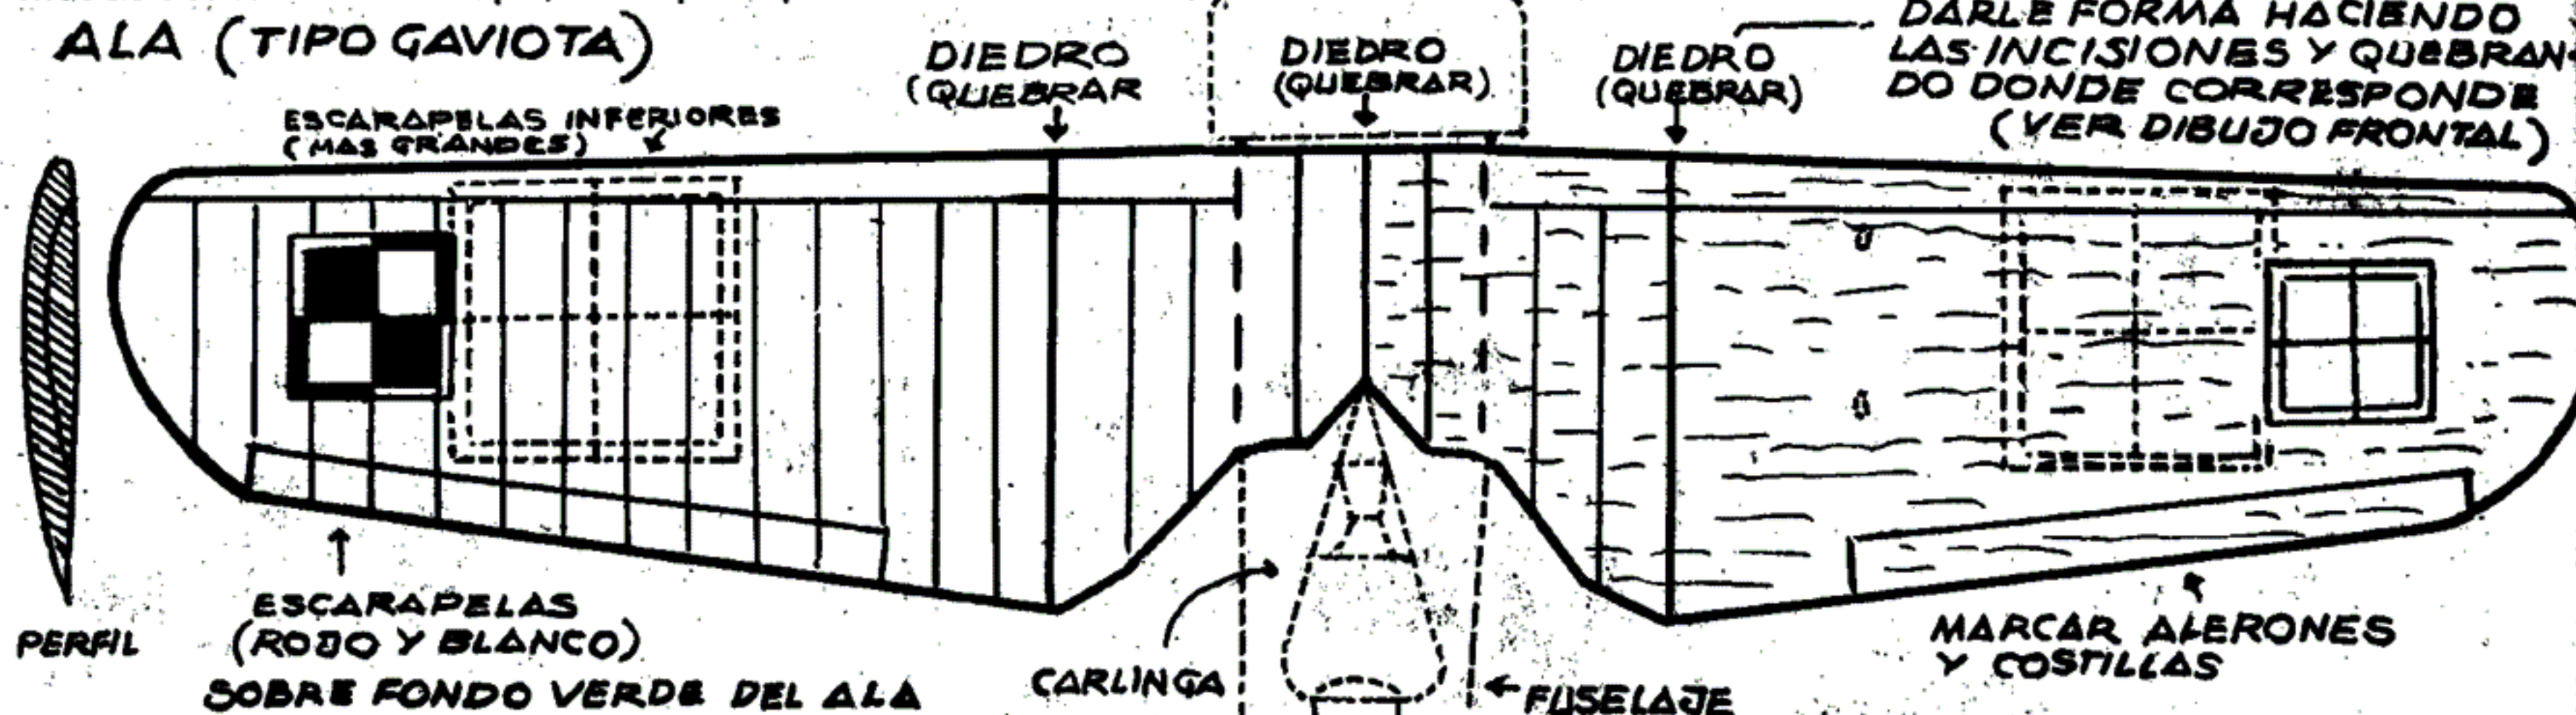 ALA (TIPO GAVIOTA)
DIEDRO
(QUEBRAR
DIEDRO
(QUEBRAR)
DIEDRO
(QUEBRAR)
DARLE FORMA HACIENDO
LAS INCISIONES Y QUEBRAN-
DO DONDE CORRESPONDE
(VER DIBUJO FRONTAL)
ESCARAPELAS INFERIORES
(MAS GRANDES)
PERFIL
ESCARAPELAS
(ROJO Y BLANCO)
SOBRE FONDO VERDE DEL ALA
CARLINGA
FUSELAJE
MARCAR ALERONES
Y COSTILLAS